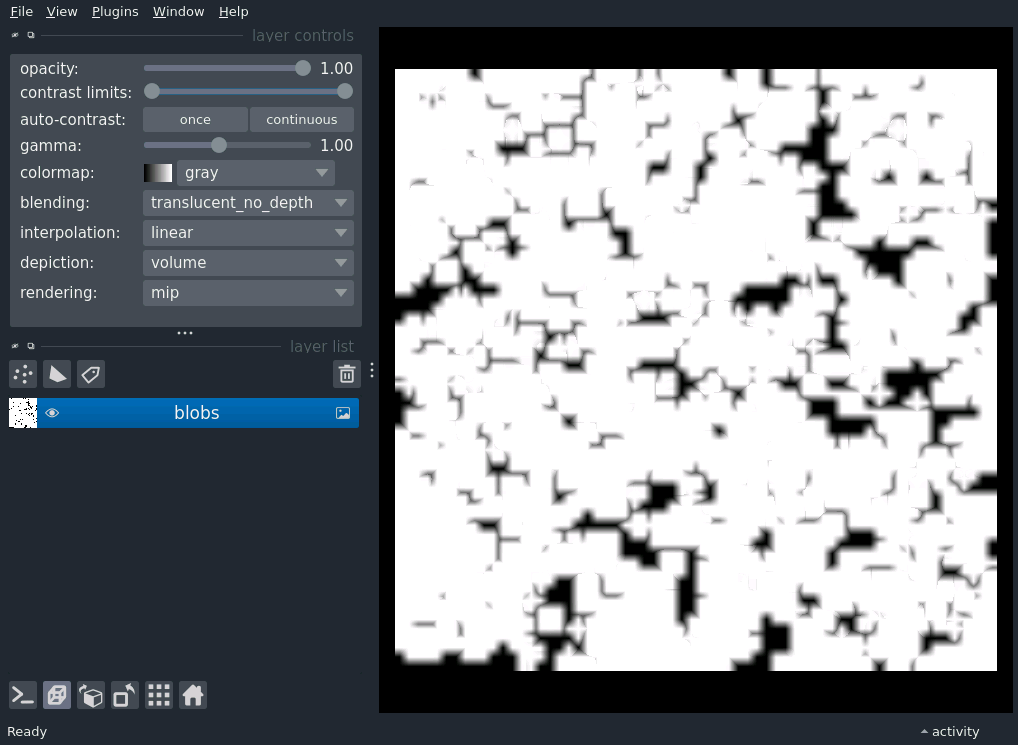 File View Plugins Window Help
layer controls
opacity: 1.00
contrast limits:
auto-contrast: once continuous
gamma: 1.00
colormap: gray
blending: translucent_no_depth
interpolation: linear
depiction: volume
rendering: mip
layer list
blobs
Ready activity